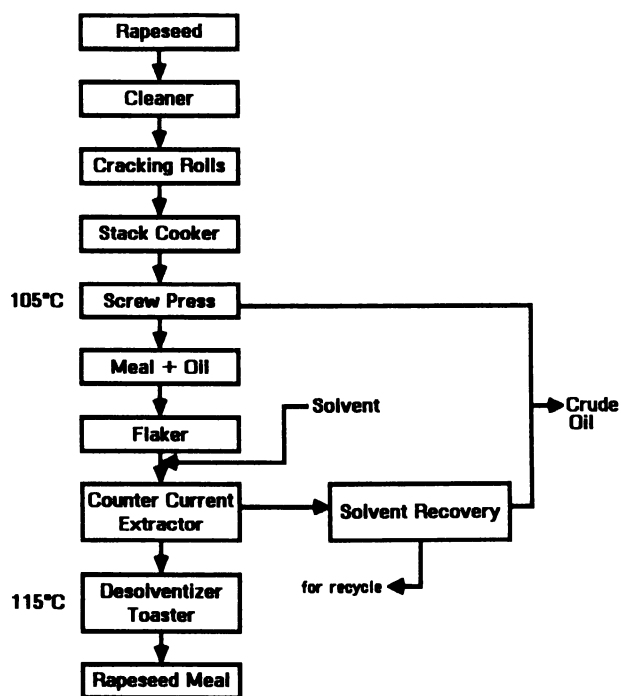 Rapeseed
Cleaner
Cracking Rolls
Stack Cooker
105°C
Screw Press
Meal + Oil
Solvent
Crude
Oil
Flaker
Counter Current
Extractor
Solvent Recovery
for recycle
115°C
Desolventizer
Toaster
Rapeseed Meal